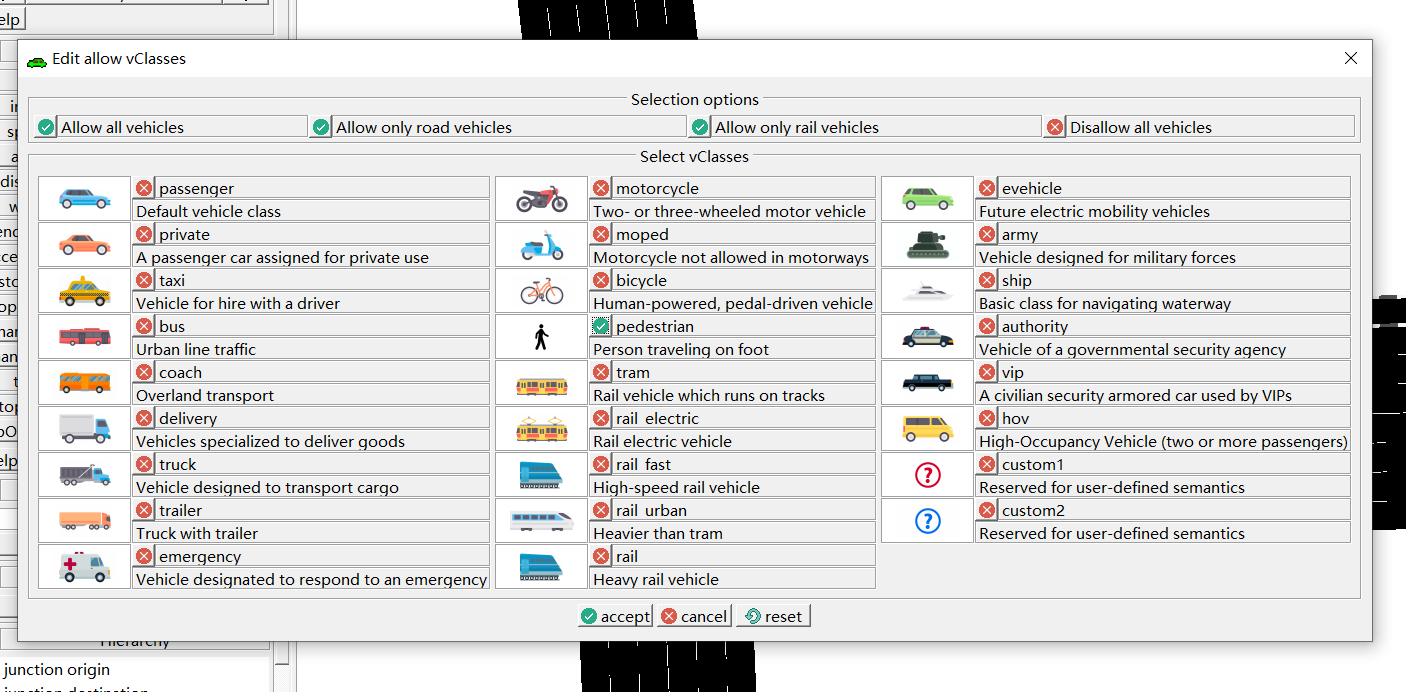 elp
Edit allow vClasses
Selection options
Allow all vehicles
Allow only road vehicles
Allow only rail vehicles
Disallow all vehicles
Select vClasses
passenger
Default vehicle class
private
A passenger car assigned for private use
taxi
Vehicle for hire with a driver
bus
Urban line traffic
coach
Overland transport
delivery
Vehicles specialized to deliver goods
truck
Vehicle designed to transport cargo
trailer
Truck with trailer
emergency
Vehicle designated to respond to an emergency
motorcycle
Two- or three-wheeled motor vehicle
moped
Motorcycle not allowed in motorways
bicycle
Human-powered, pedal-driven vehicle
pedestrian
Person traveling on foot
tram
Rail vehicle which runs on tracks
rail electric
Rail electric vehicle
rail fast
High-speed rail vehicle
rail urban
Heavier than tram
rail
Heavy rail vehicle
evehicle
Future electric mobility vehicles
army
Vehicle designed for military forces
ship
Basic class for navigating waterway
authority
Vehicle of a governmental security agency
vip
A civilian security armored car used by VIPs
hov
High-Occupancy Vehicle (two or more passengers)
custom1
Reserved for user-defined semantics
custom2
Reserved for user-defined semantics
accept
cancel
reset
Hierarchy
junction origin
junction destination